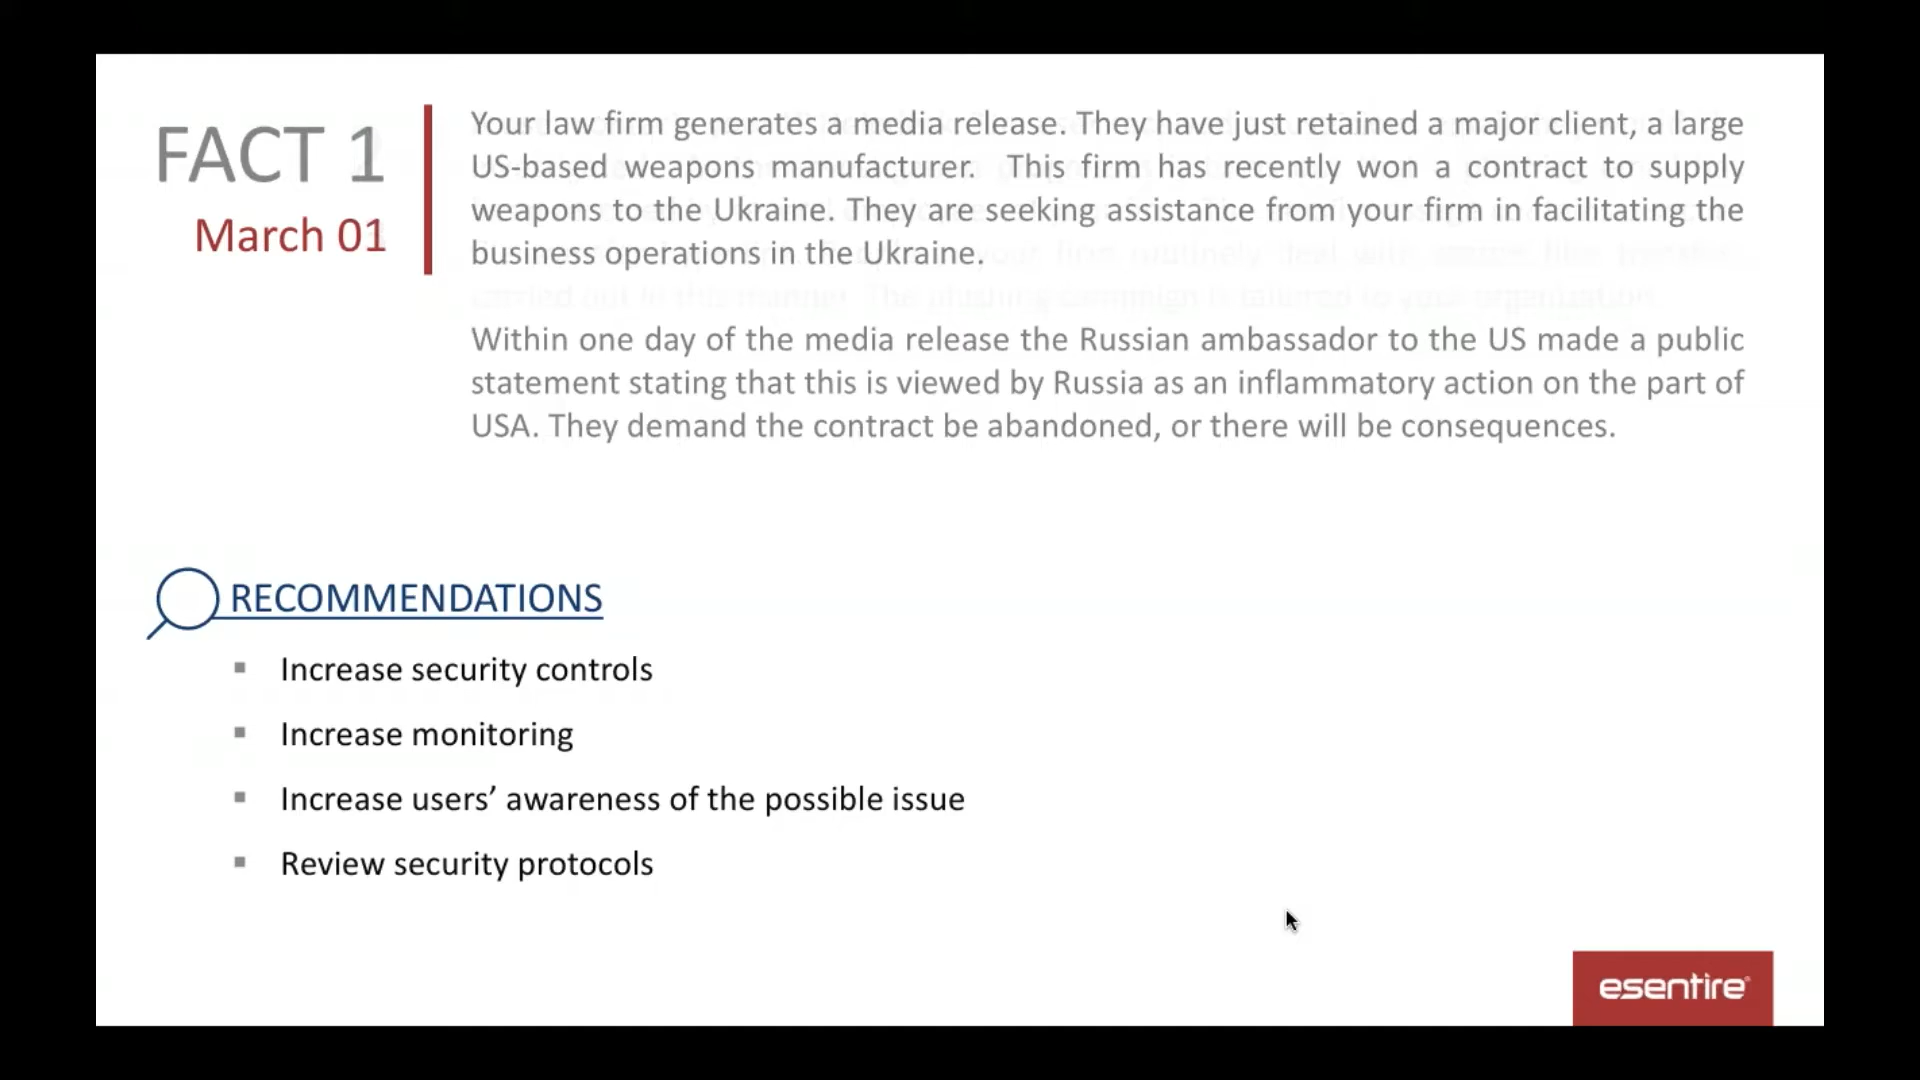 FACT 1
March 01
Your law firm generates a media release. They have just retained a major client, a large
US-based weapons manufacturer. This firm has recently won a contract to supply
weapons to the Ukraine. They are seeking assistance from your firm in facilitating the
business operations in the Ukraine.
Within one day of the media release the Russian ambassador to the US made a public
statement stating that this is viewed by Russia as an inflammatory action on the part of
USA. They demand the contract be abandoned, or there will be consequences.
RECOMMENDATIONS
Increase security controls
Increase monitoring
Increase users’ awareness of the possible issue
Review security protocols
esentire